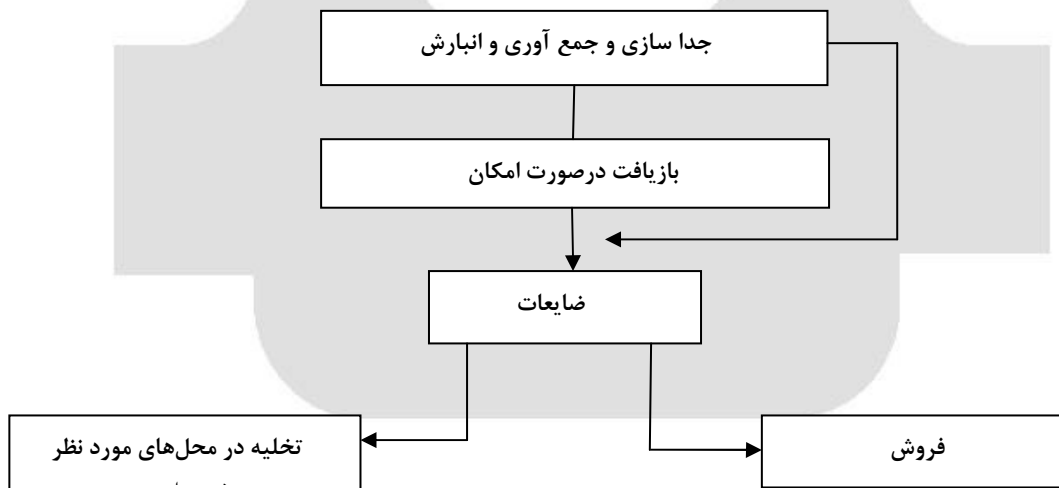 جدا سازی و جمع آوری و انبارش
بازیافت درصورت امکان
ضایعات
فروش
تخلیه در محل‌های مورد نظر